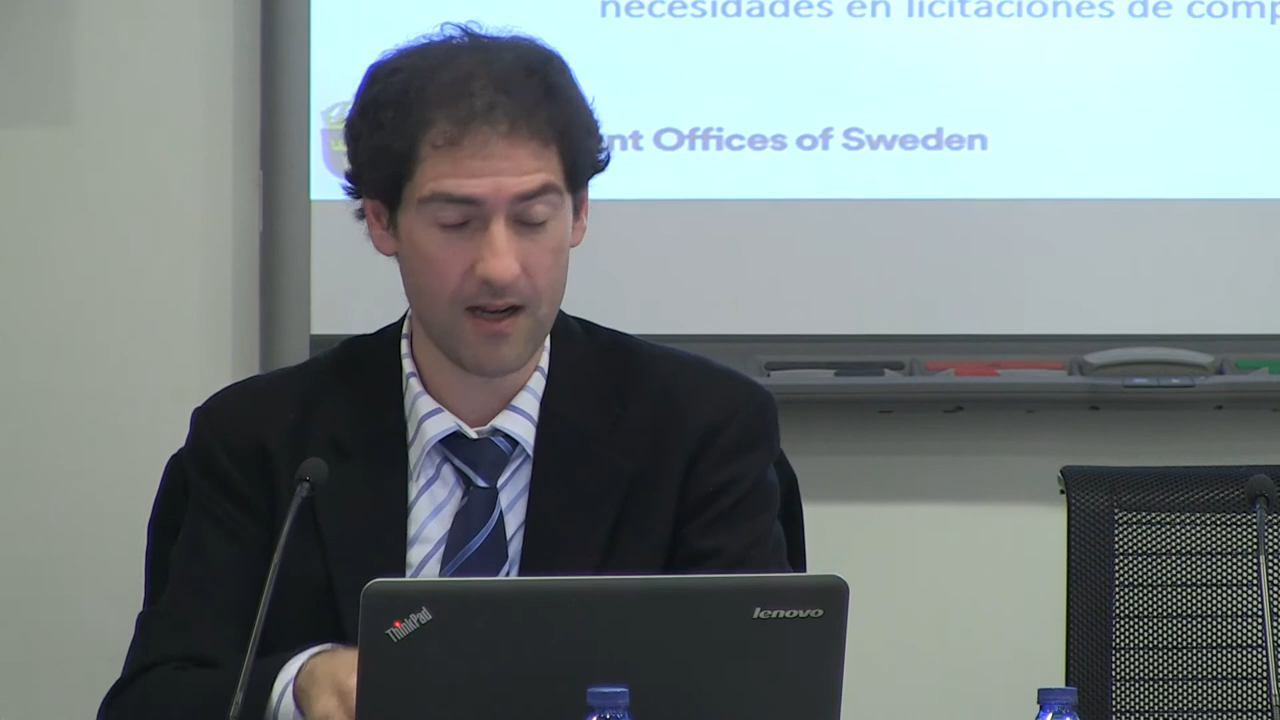 necesidades en licitaciones de comp
nt Offices of Sweden
ThinkPad
lenovo